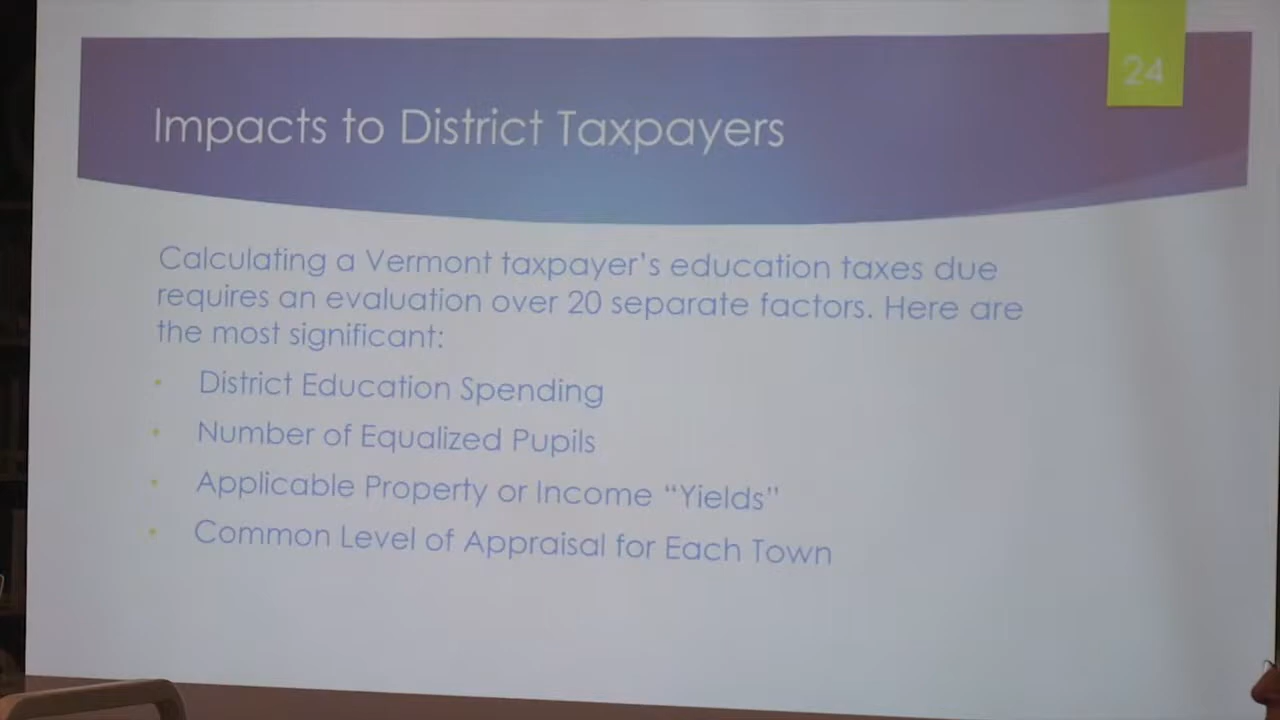 24
Impacts to District Taxpayers
Calculating a Vermont taxpayer's education taxes due
requires an evaluation over 20 separate factors. Here are
the most significant:
• District Education Spending
• Number of Equalized Pupils
• Applicable Property or Income “Yields”
• Common Level of Appraisal for Each Town